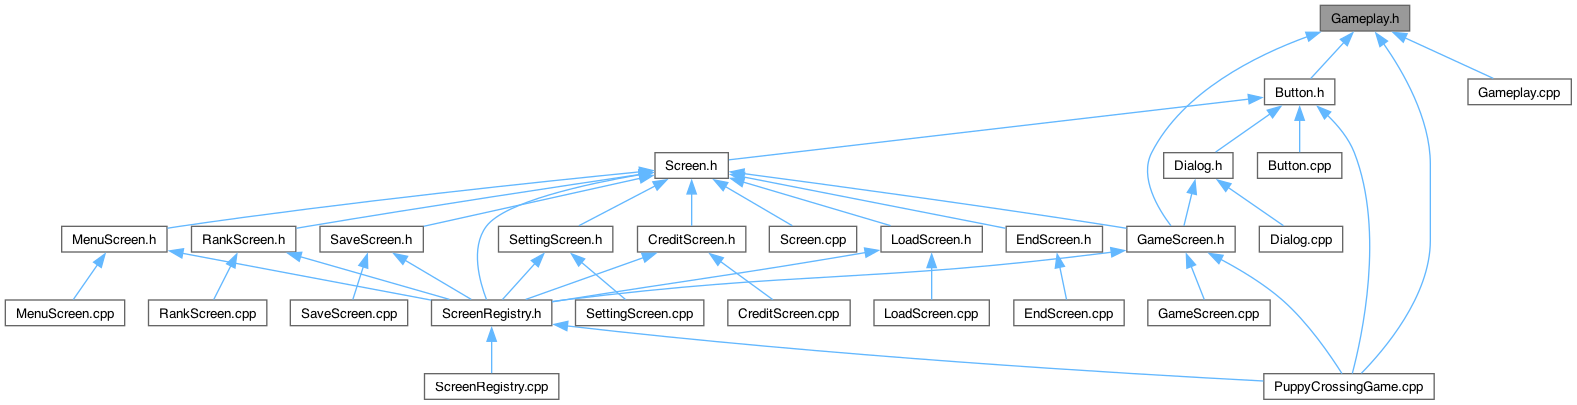 Gameplay.h
Button.h
Gameplay.cpp
Screen.h
Dialog.h
Button.cpp
MenuScreen.h
RankScreen.h
SaveScreen.h
SettingScreen.h
CreditScreen.h
Screen.cpp
LoadScreen.h
EndScreen.h
GameScreen.h
Dialog.cpp
MenuScreen.cpp
RankScreen.cpp
SaveScreen.cpp
ScreenRegistry.h
SettingScreen.cpp
CreditScreen.cpp
LoadScreen.cpp
EndScreen.cpp
GameScreen.cpp
ScreenRegistry.cpp
PuppyCrossingGame.cpp